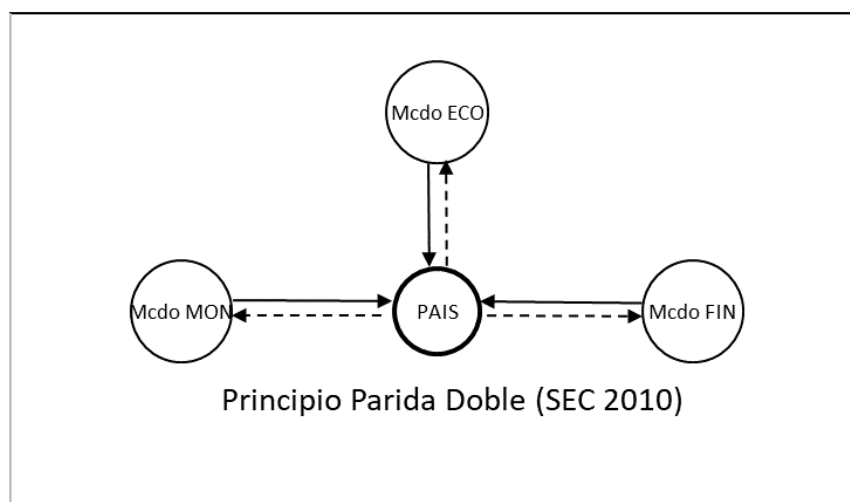 Mcdo ECO
Mcdo MON
PAIS
Mcdo FIN
Principio Parida Doble (SEC 2010)